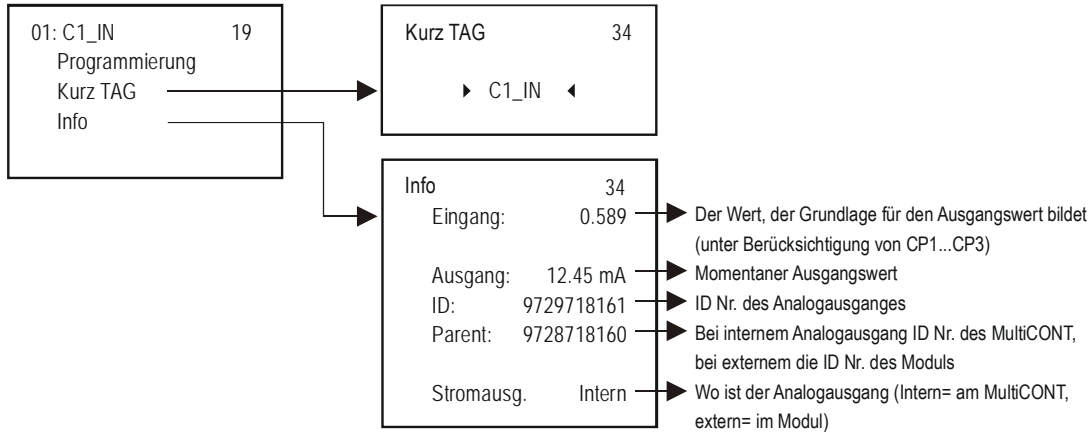 01: C1_IN 19
Programmierung
Kurz TAG
Info
Kurz TAG 34
C1_IN
Info 34
Eingang: 0.589
Ausgang: 12.45 mA
ID: 9729718161
Parent: 9728718160
Stromausg. Intern
Der Wert, der Grundlage für den Ausgangswert bildet
(unter Berücksichtigung von CP1...CP3)
Momentaner Ausgangswert
ID Nr. des Analogausganges
Bei internem Analogausgang ID Nr. des MultiCONT,
bei externem die ID Nr. des Moduls
Wo ist der Analogausgang (Intern= am MultiCONT,
extern= im Modul)